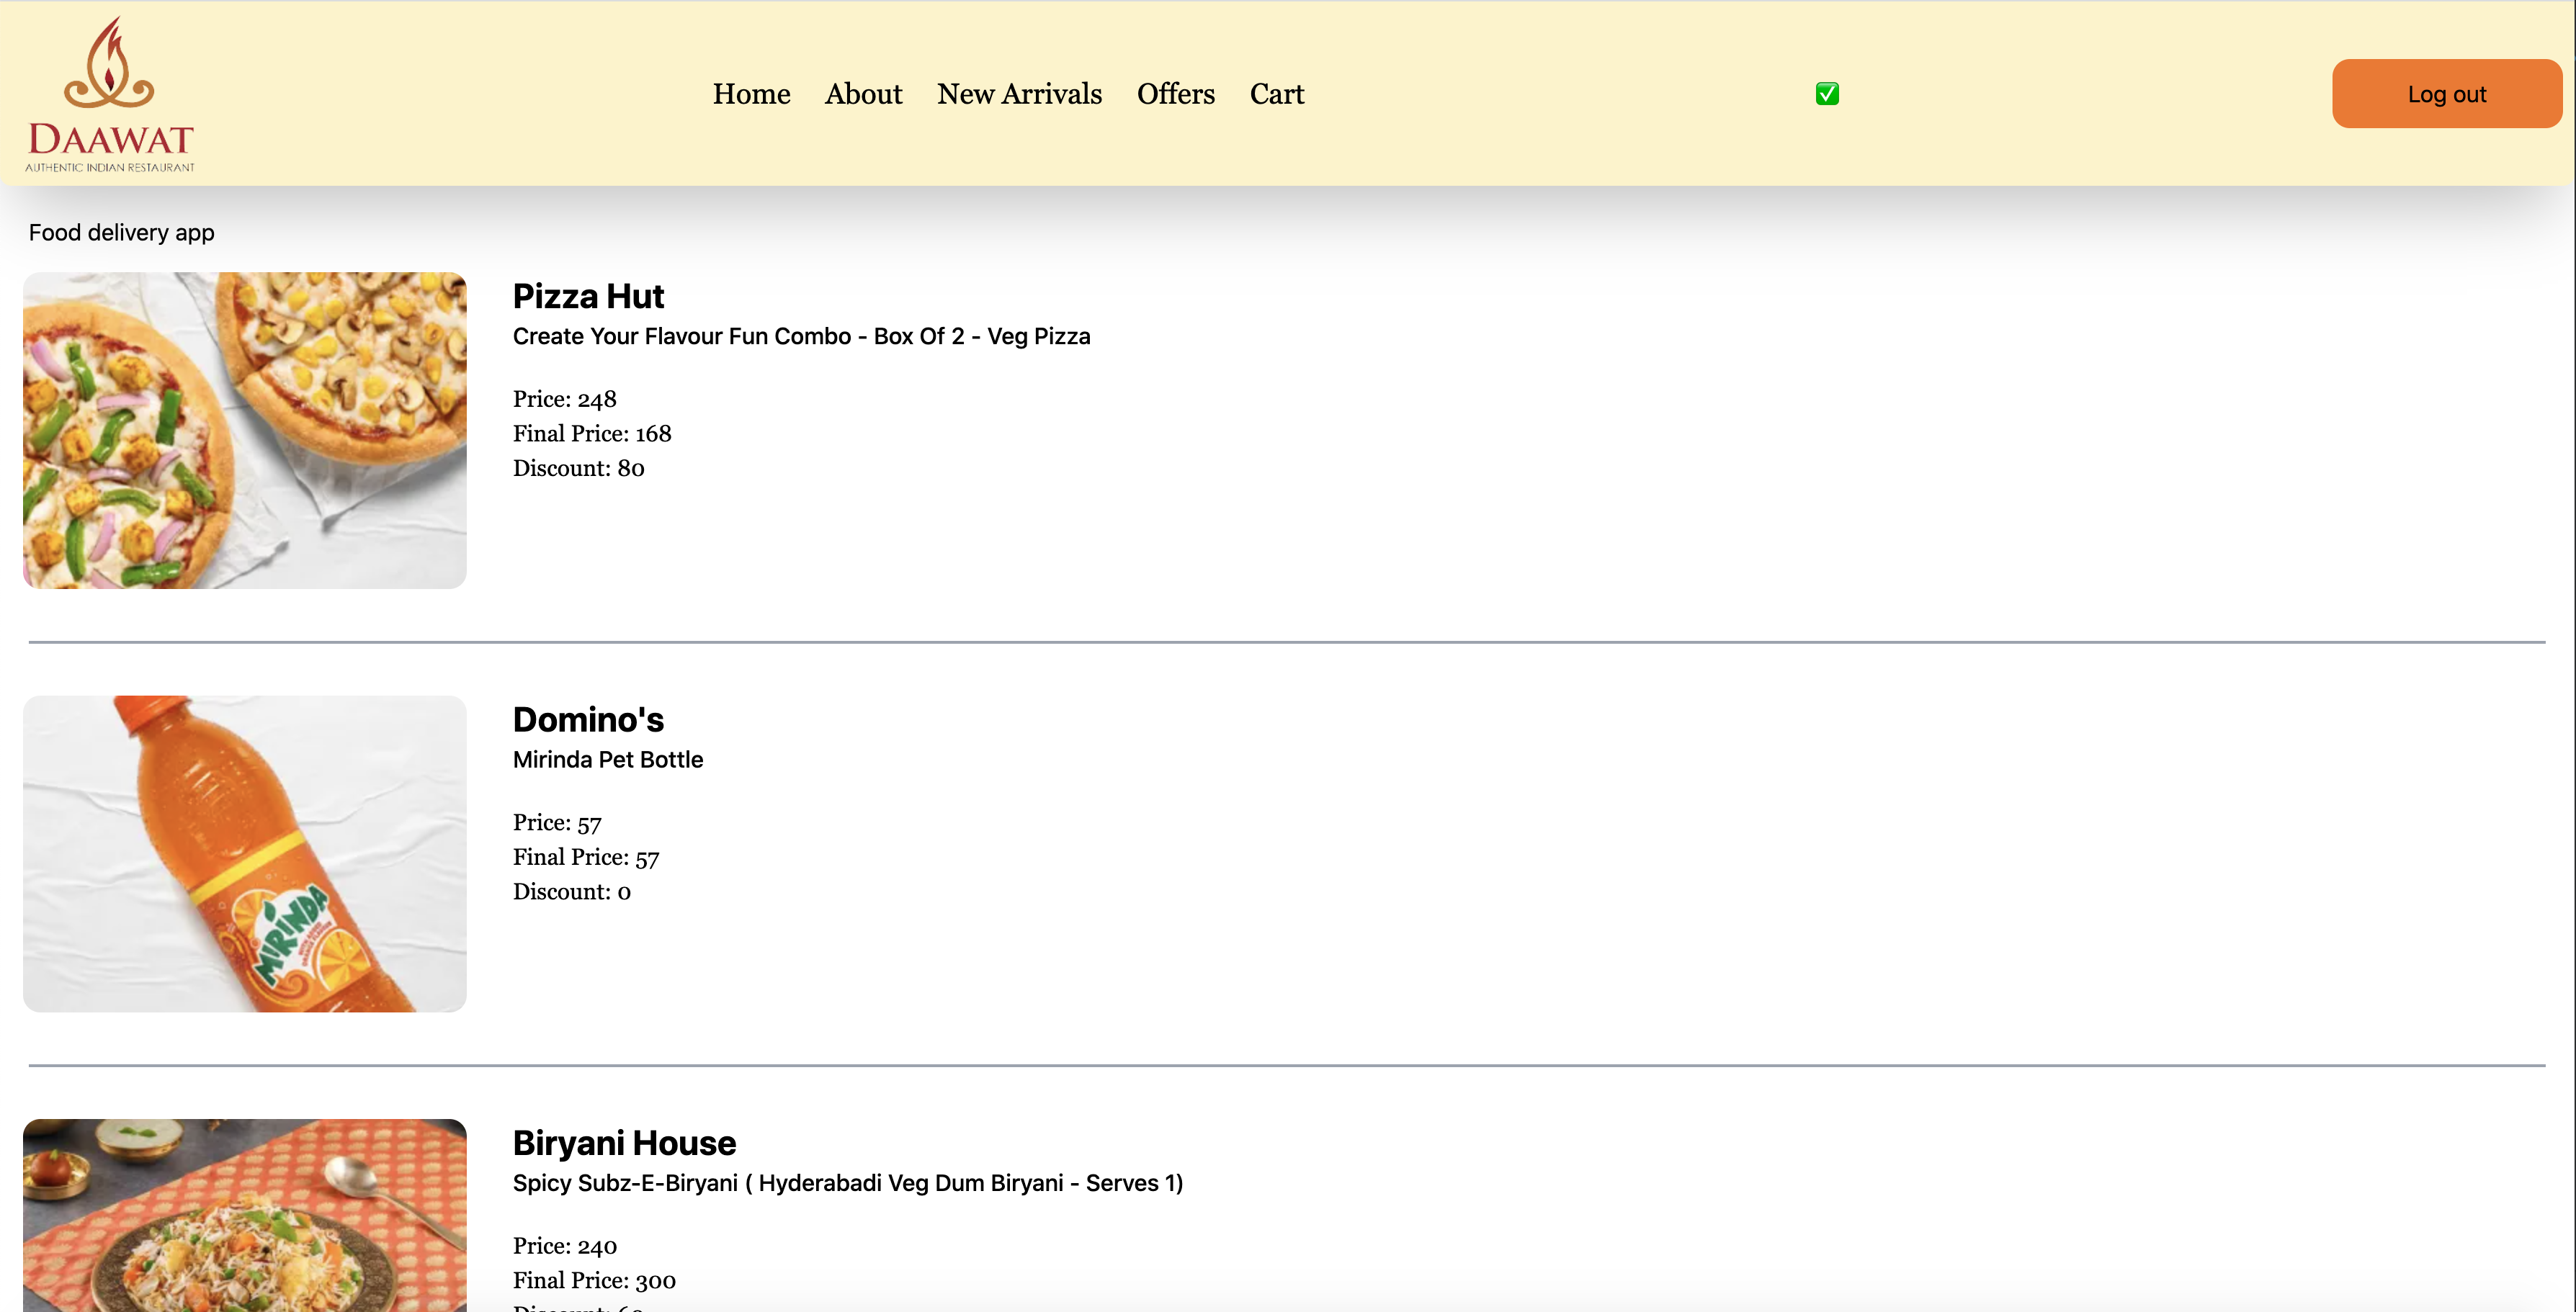 DAAWAT
AUTHENTIC INDIAN RESTAURANT
Home About New Arrivals Offers Cart
Log out
Food delivery app
Pizza Hut
Create Your Flavour Fun Combo - Box Of 2 - Veg Pizza
Price: 248
Final Price: 168
Discount: 80
MIRINDA
Domino's
Mirinda Pet Bottle
Price: 57
Final Price: 57
Discount: 0
Biryani House
Spicy Subz-E-Biryani ( Hyderabadi Veg Dum Biryani - Serves 1)
Price: 240
Final Price: 300
Discount: 60